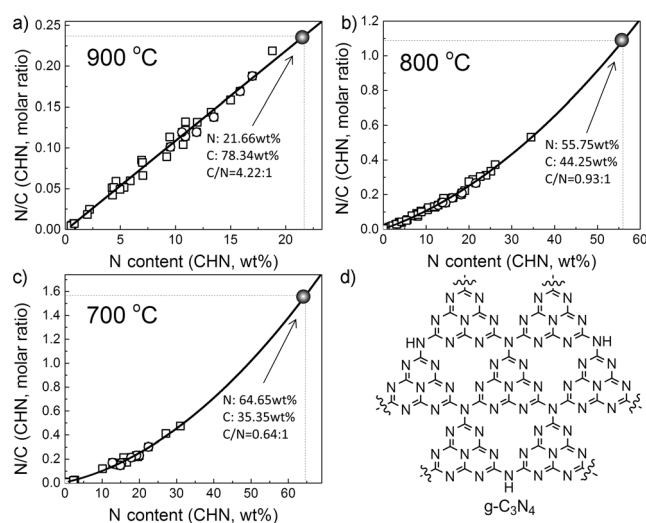 a)
900 °C
N/C (CHN, molar ratio)
0.25
0.20
0.15
0.10
0.05
0.00
N: 21.66wt%
C: 78.34wt%
C/N=4.22:1
0 5 10 15 20
N content (CHN, wt%)
b)
800 °C
N/C (CHN, molar ratio)
1.2
1.0
0.8
0.6
0.4
0.2
0.0
N: 55.75wt%
C: 44.25wt%
C/N=0.93:1
0 10 20 30 40 50 60
N content (CHN, wt%)
c)
700 °C
N/C (CHN, molar ratio)
1.6
1.4
1.2
1.0
0.8
0.6
0.4
0.2
0.0
N: 64.65wt%
C: 35.35wt%
C/N=0.64:1
0 10 20 30 40 50 60
N content (CHN, wt%)
d)
N N N N
N N N N N N
HN N N N N N NH
N N N N N N
N N N N N N N N N
N N N N
N N N N
N N N N N N
N N N N N
H
g-C₃N₄